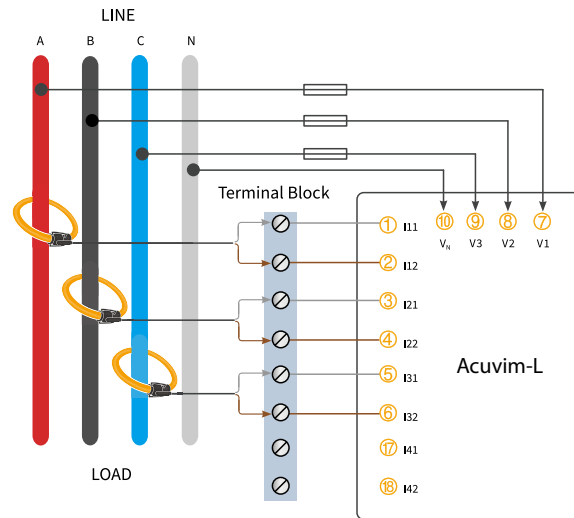 LINE
A B C N
Terminal Block
1 I11
10 9 8 7
VN V3 V2 V1
2 I12
3 I21
4 I22
Acuvim-L
5 I31
6 I32
17 I41
LOAD
18 I42